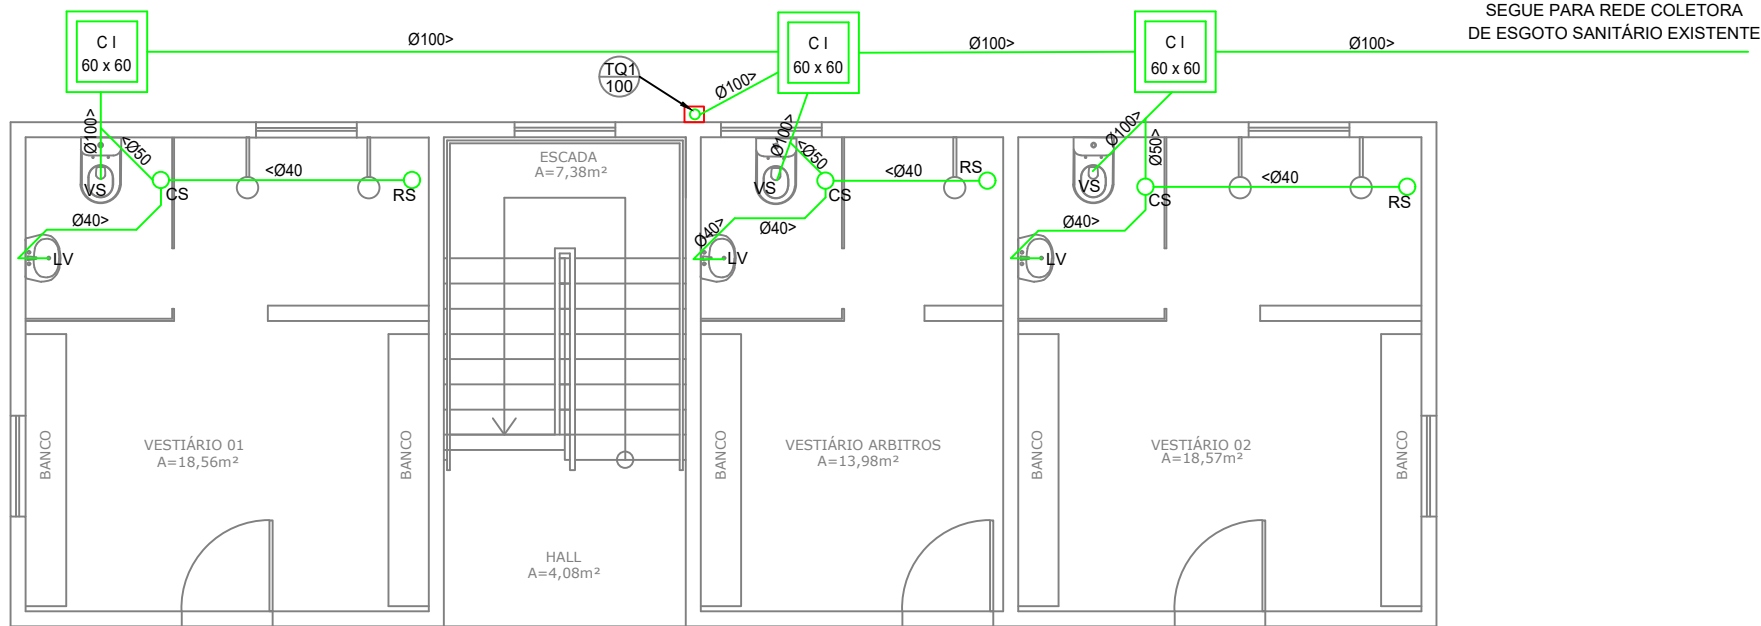 SEGUE PARA REDE COLETORA
DE ESGOTO SANITÁRIO EXISTENTE
C I
60 x 60
Ø100>
C I
60 x 60
Ø100>
C I
60 x 60
Ø100>
TQ1
100
Ø100>
Ø100>
<Ø50
VS
CS
<Ø40
RS
Ø40>
LV
ESCADA
A=7,38m²
Ø100>
<Ø50
VS
CS
<Ø40
RS
Ø40>
Ø40>
LV
Ø100>
Ø50>
VS
CS
<Ø40
RS
Ø40>
LV
BANCO
VESTIÁRIO 01
A=18,56m²
BANCO
BANCO
VESTIÁRIO ARBITROS
A=13,98m²
BANCO
VESTIÁRIO 02
A=18,57m²
BANCO
HALL
A=4,08m²